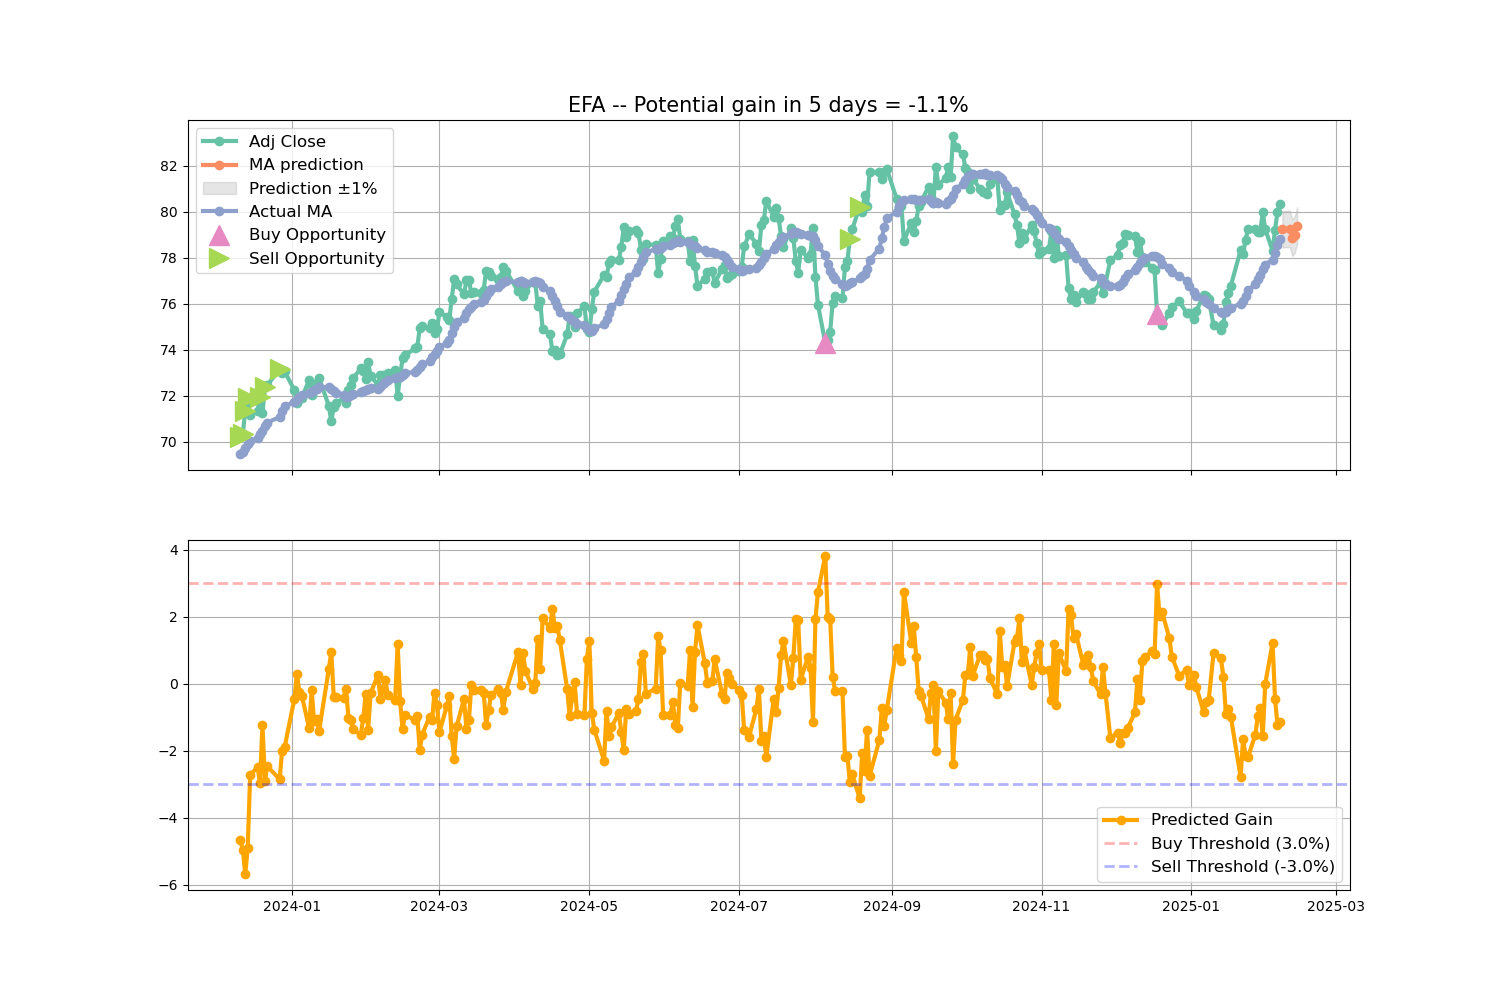 EFA -- Potential gain in 5 days = -1.1%
Adj Close
MA prediction
Prediction ±1%
Actual MA
Buy Opportunity
Sell Opportunity
82
80
78
76
74
72
70
4
2
0
−2
−4
−6
Predicted Gain
Buy Threshold (3.0%)
Sell Threshold (-3.0%)
2024-01 2024-03 2024-05 2024-07 2024-09 2024-11 2025-01 2025-03